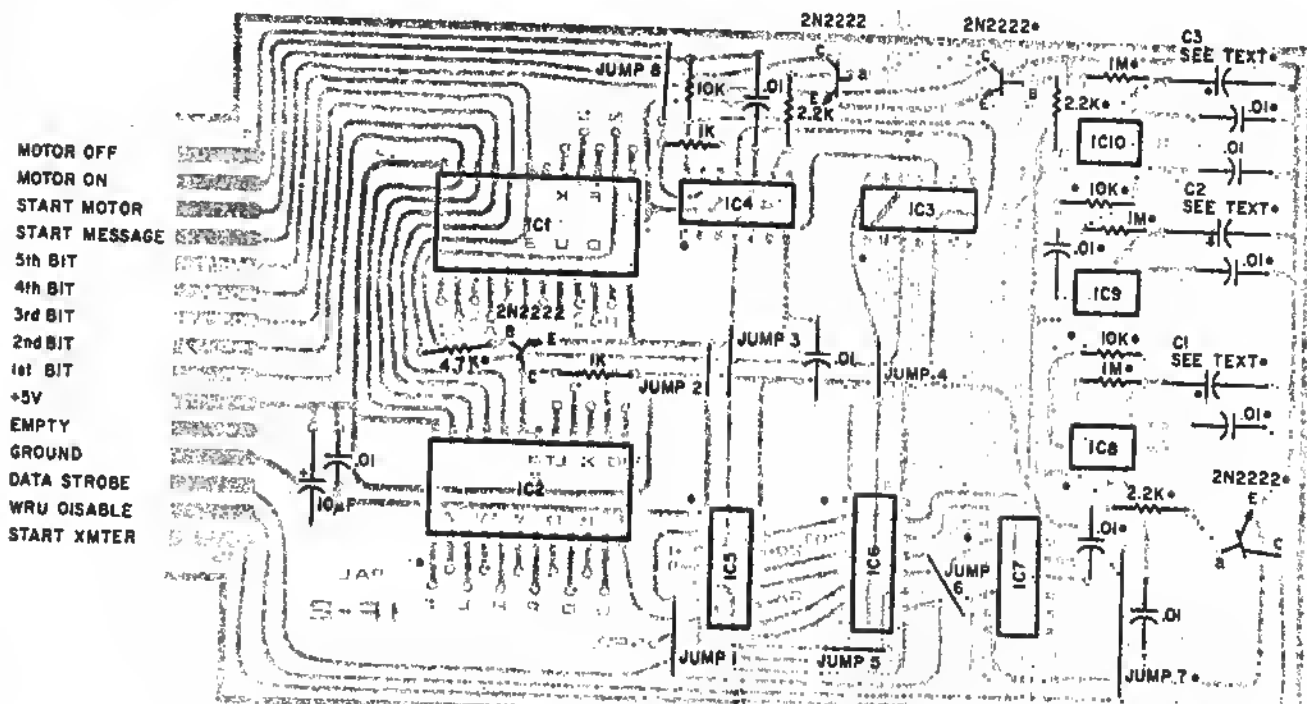 2N2222
2N2222*
C3
SEE TEXT*
JUMP 8
C
B
E
C
B
E
1M*
10K
.01
2.2K
2.2K*
.01*
1K
IC10
.01
MOTOR OFF
MOTOR ON
START MOTOR
START MESSAGE
5th BIT
4th BIT
3rd BIT
2nd BIT
1st BIT
+5V
EMPTY
GROUND
DATA STROBE
WRU DISABLE
START XMTER
IC1
IC4
IC3
10K*
C2
SEE TEXT*
1M*
.01*
.01*
IC9
2N2222
B
E
C
4.7K*
1K
JUMP 2
JUMP 3
.01
JUMP 4
10K*
C1
SEE TEXT*
1M*
.01*
IC8
.01
+
10µF
IC2
IC5
IC6
IC7
2.2K*
2N2222*
E
B
C
.01*
JUMP 6
.01
JUMP 1
JUMP 5
JUMP 7*